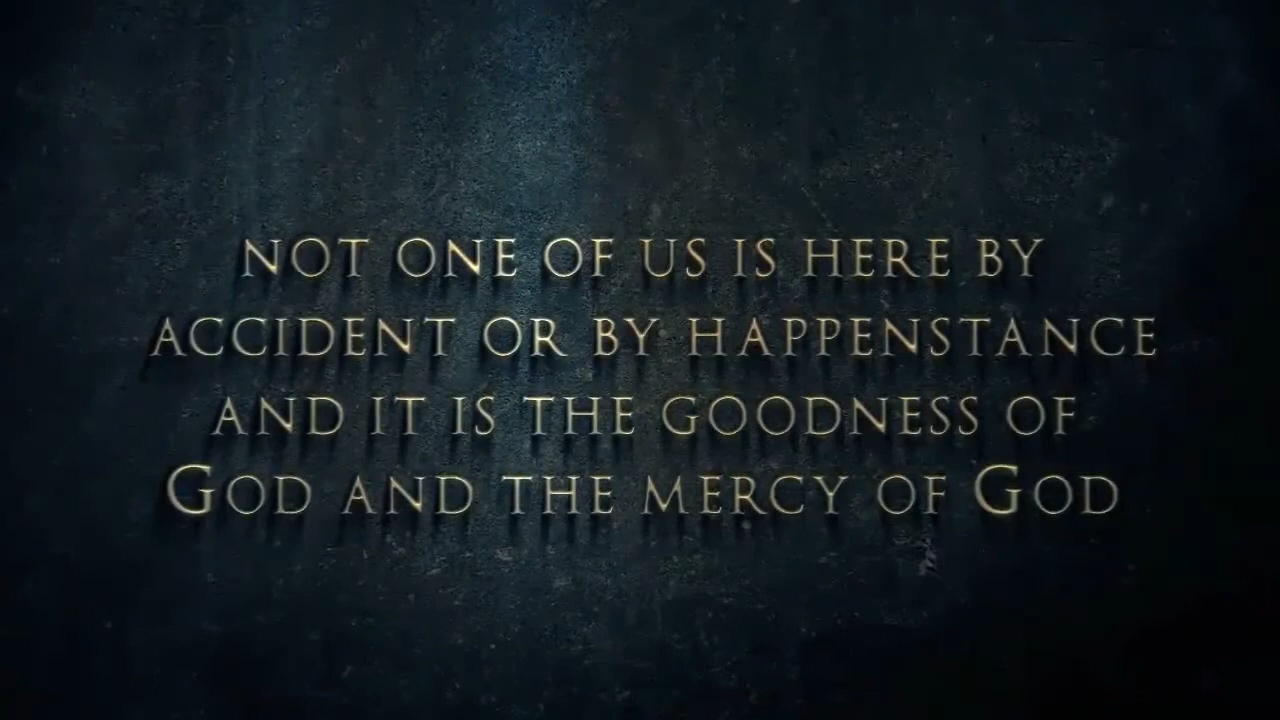 NOT ONE OF US IS HERE BY
ACCIDENT OR BY HAPPENSTANCE
AND IT IS THE GOODNESS OF
GOD AND THE MERCY OF GOD